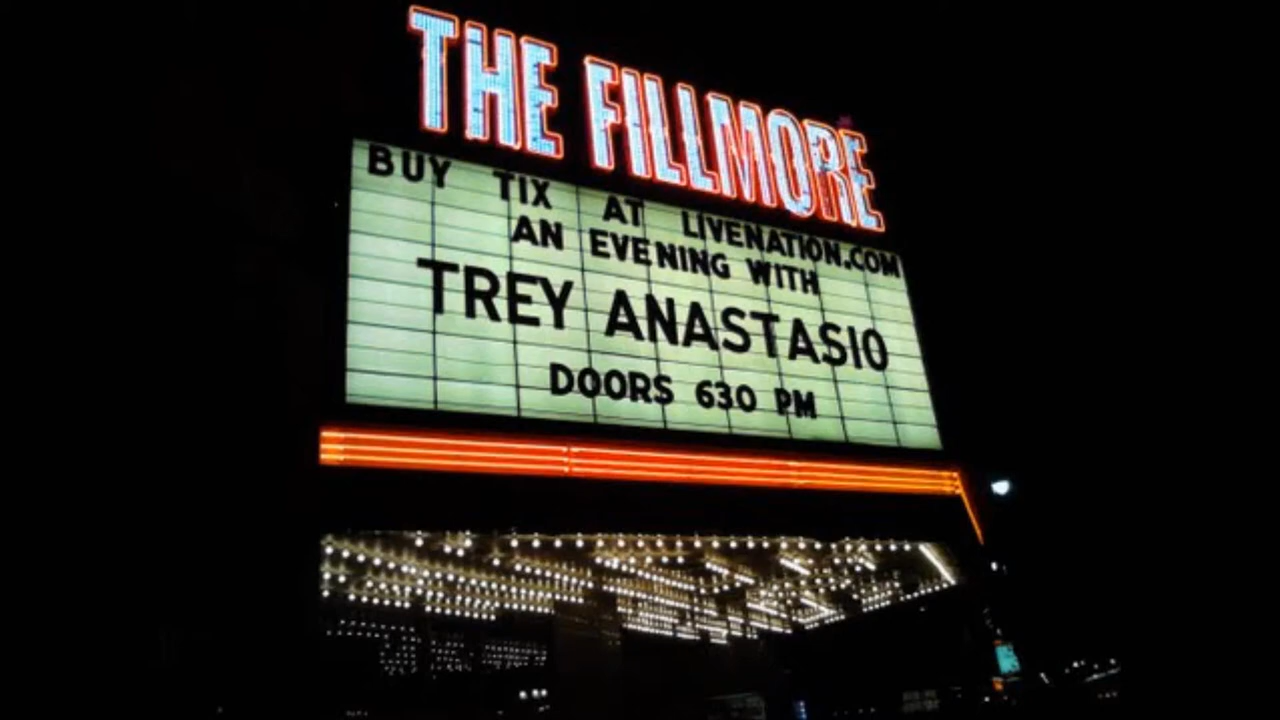 THE FILLMORE
BUY TIX AT LIVENATION.COM
AN EVENING WITH
TREY ANASTASIO
DOORS 630 PM